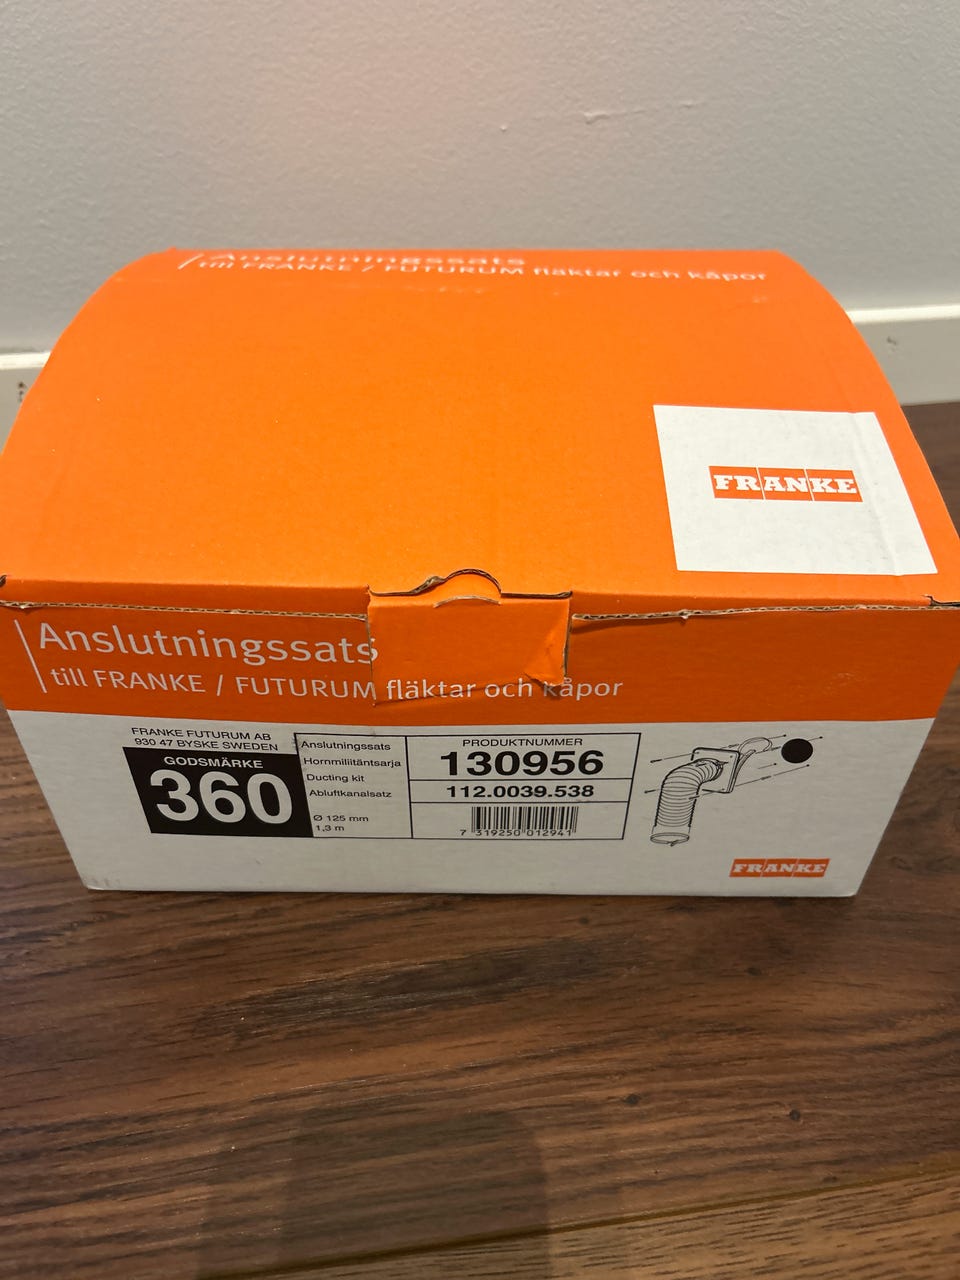 Anslutningssats
till FRANKE / FUTURUM fläktar och kåpor
FRANKE
Anslutningssats
till FRANKE / FUTURUM fläktar och kåpor
FRANKE FUTURUM AB
930 47 BYSKE SWEDEN
GODSMÄRKE
360
Anslutningssats
Hornmiliitäntsarja
Ducting kit
Abluftkanalsatz
Ø 125 mm
1,3 m
PRODUKTNUMMER
130956
112.0039.538
7 319250 012941
FRANKE